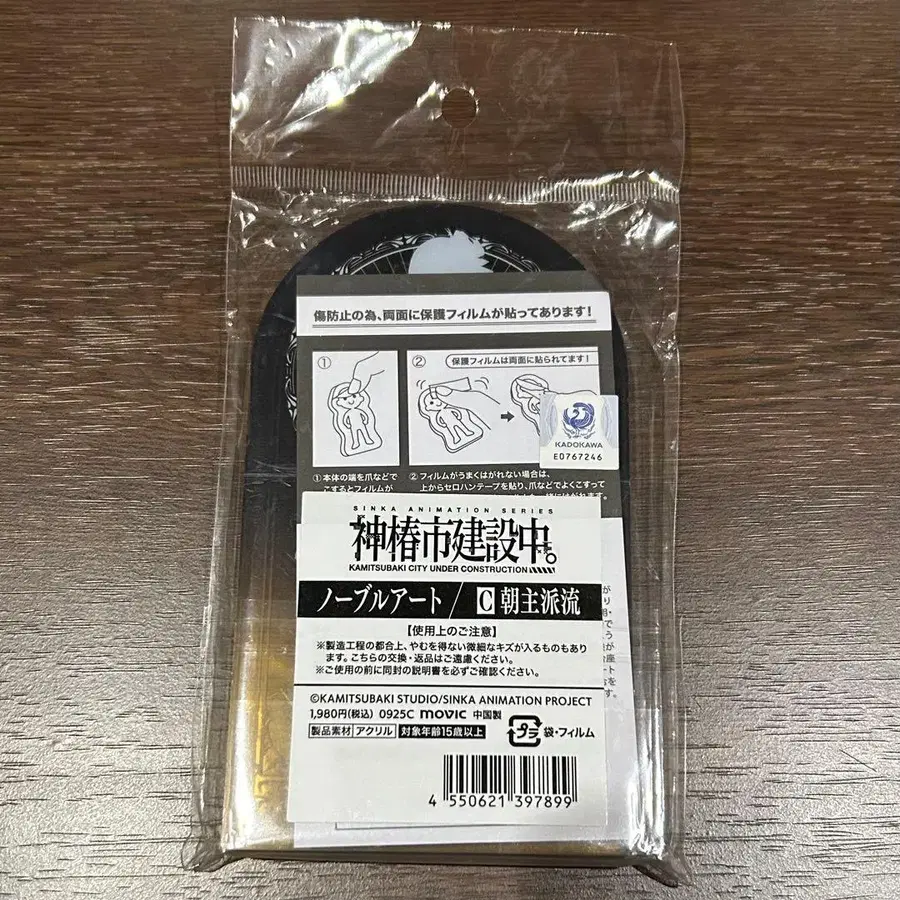 傷防止の為、両面に保護フィルムが貼ってあります!
①
②
保護フィルムは両面に貼られてます!
KADOKAWA
E0767246
①本体の端を爪などで
こするとフィルムが
②フィルムがうまくはがれない場合は、
上からセロハンテープを貼り、爪などでよくこすって
SINKA ANIMATION SERIES
神椿市建設中。
KAMITSUBAKI CITY UNDER CONSTRUCTION
ノーブルアート/C 朝主派流
【使用上のご注意】
※製造工程の都合上、やむを得ない微細なキズが入るものもあり
ます。こちらの交換・返品はご遠慮ください。
※ご使用の前に同封の説明書を必ずご確認ください。
©KAMITSUBAKI STUDIO/SINKA ANIMATION PROJECT
1,980円(税込) 0925C movic 中国製
製品素材 アクリル 対象年齢15歳以上
プラ 袋・フィルム
4 550621 397899